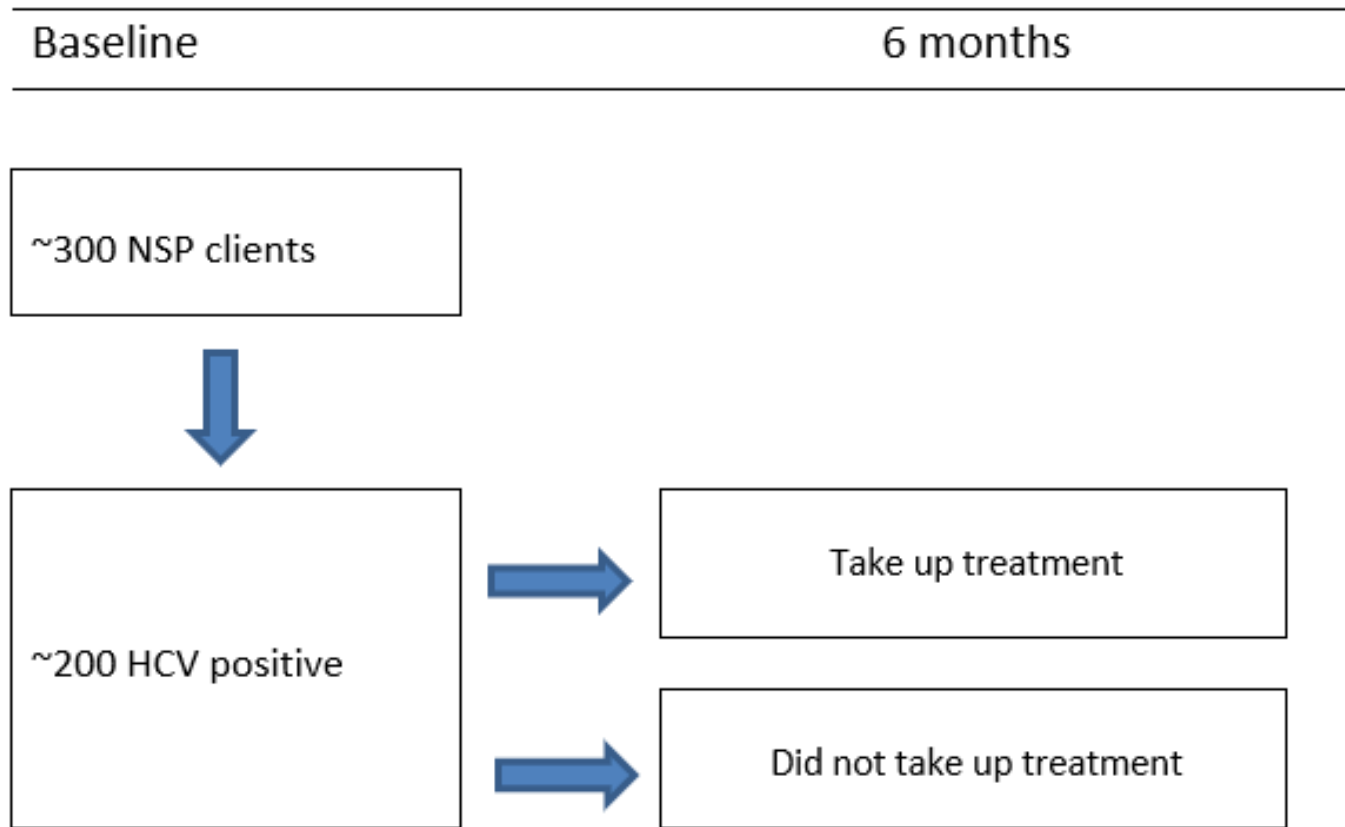 Baseline 6 months
~300 NSP clients
~200 HCV positive
Take up treatment
Did not take up treatment